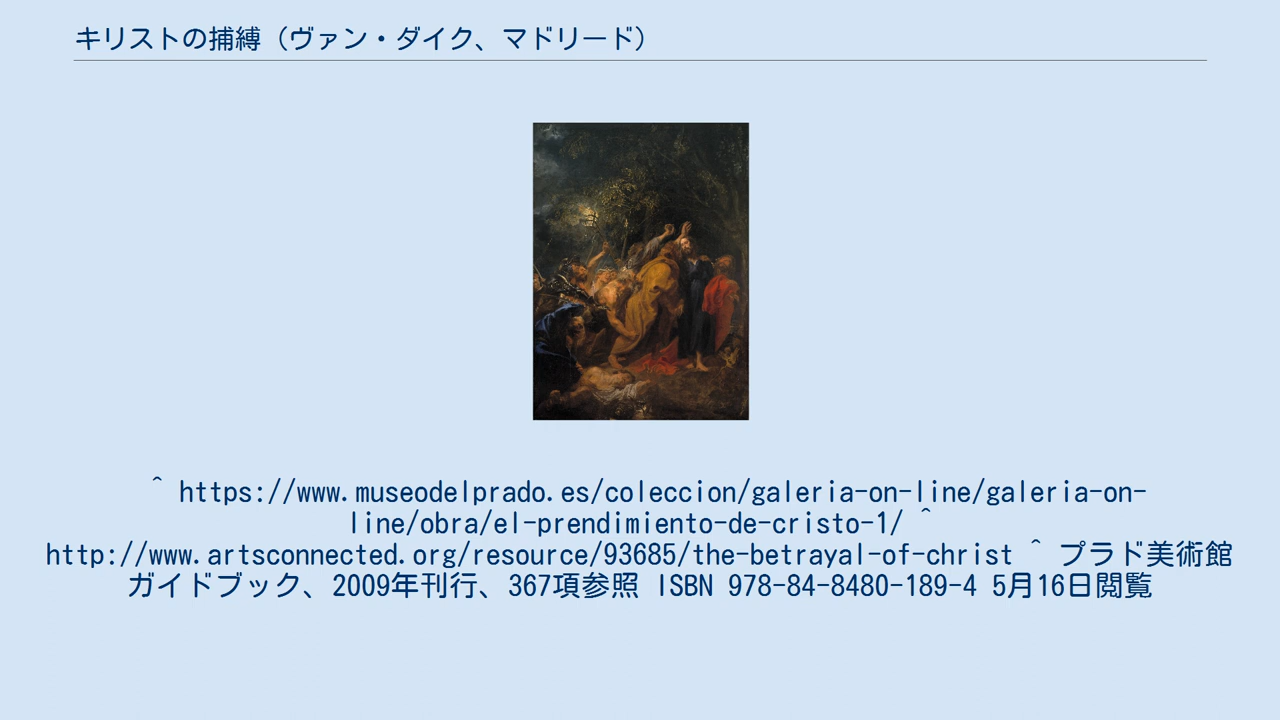 キリストの捕縛（ヴァン・ダイク、マドリード）
^ https://www.museodelprado.es/coleccion/galeria-on-line/galeria-on-
line/obra/el-prendimiento-de-cristo-1/ ^
http://www.artsconnected.org/resource/93685/the-betrayal-of-christ ^ プラド美術館
ガイドブック、2009年刊行、367項参照 ISBN 978-84-8480-189-4 5月16日閲覧